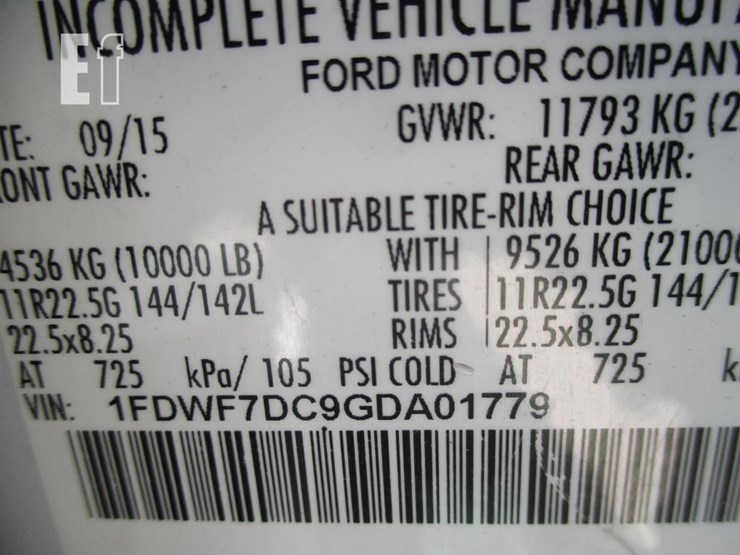 INCOMPLETE VEHICLE
Ef
FORD MOTOR COMPANY
TE: 09/15 GVWR: 11793 KG (2
ONT GAWR: REAR GAWR:
A SUITABLE TIRE-RIM CHOICE
4536 KG (10000 LB) WITH 9526 KG (2100
11R22.5G 144/142L TIRES 11R22.5G 144/1
22.5x8.25 RIMS 22.5x8.25
AT 725 kPa/ 105 PSI COLD AT 725 k
VIN: 1FDWF7DC9GDA01779